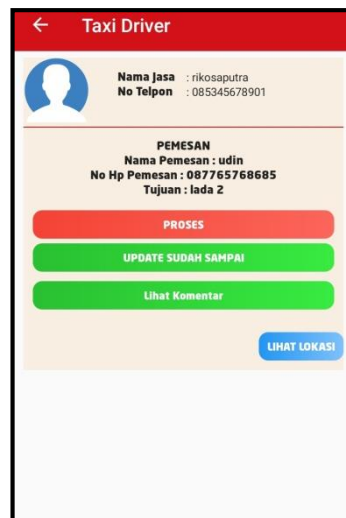 Taxi Driver
Nama Jasa : rikosaputra
No Telpon : 085345678901
PEMESAN
Nama Pemesan : udin
No Hp Pemesan : 087765768685
Tujuan : lada 2
PROSES
UPDATE SUDAH SAMPAI
Lihat Komentar
LIHAT LOKASI